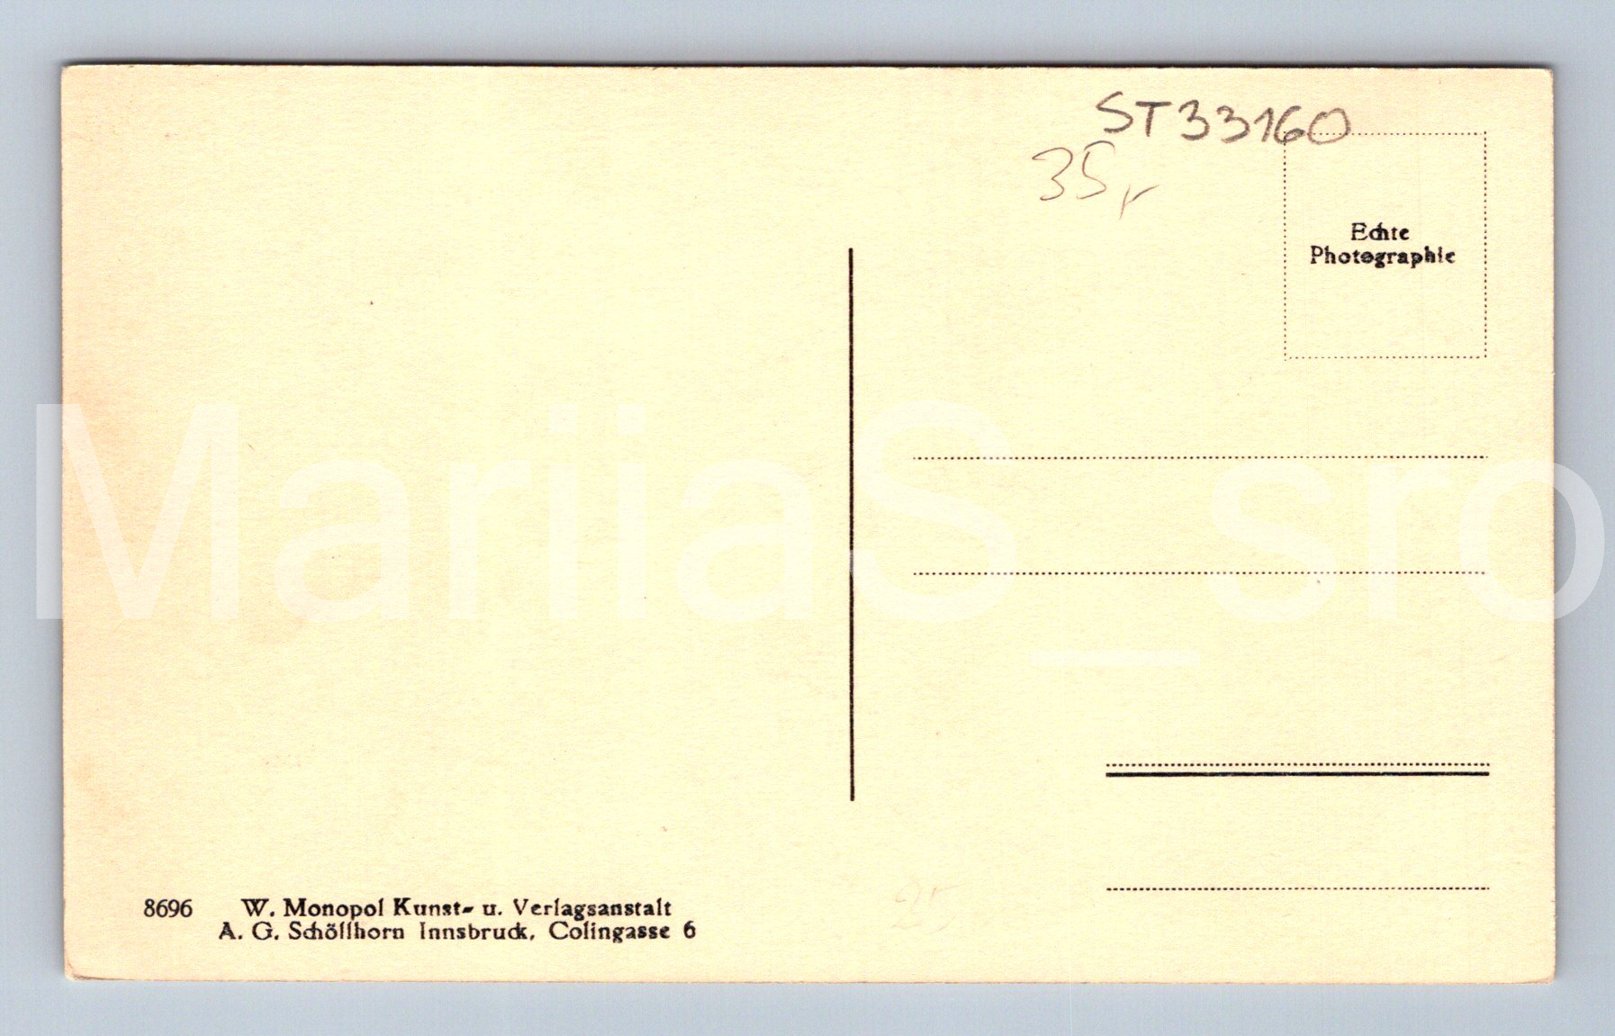 ST33160
35,-
Echte
Photographie
MariiaS_sro
8696 W. Monopol Kunst- u. Verlagsanstalt
A. G. Schöllhorn Innsbruck, Colingasse 6